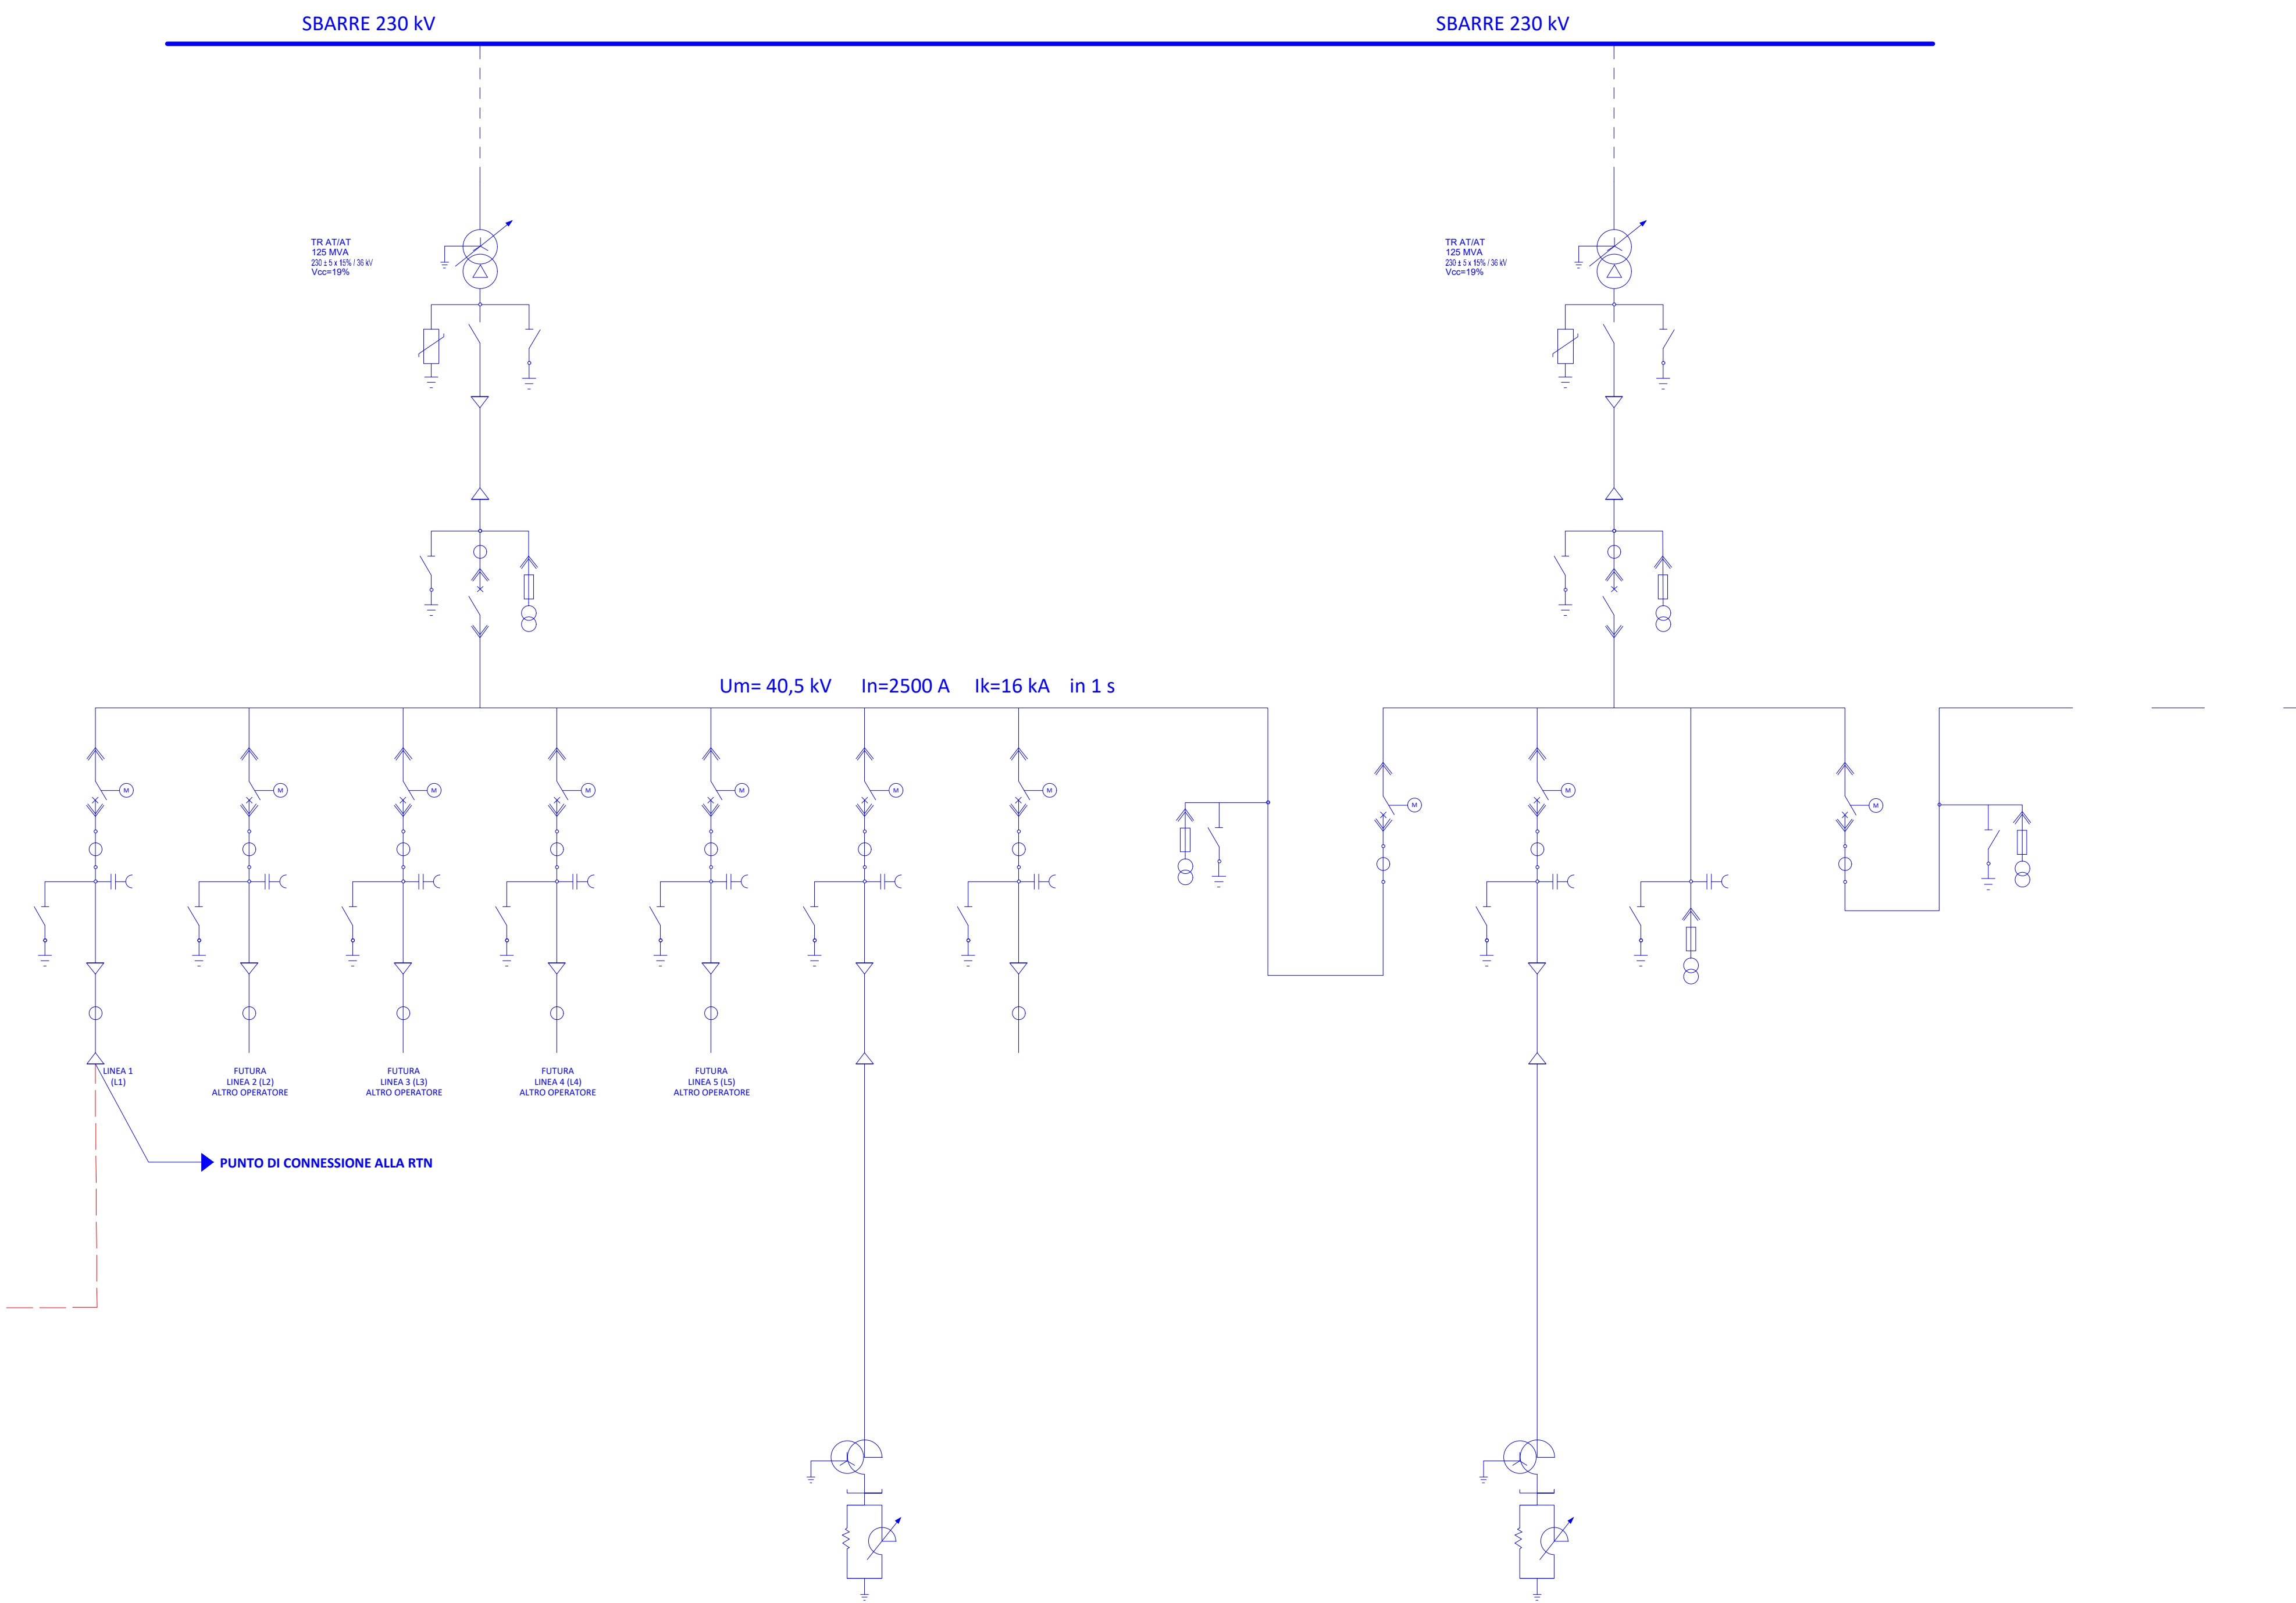 SBARRE 230 kV
SBARRE 230 kV
TR AT/AT
125 MVA
230 ± 5 x 15% / 36 kV
Vcc=19%
TR AT/AT
125 MVA
230 ± 5 x 15% / 36 kV
Vcc=19%
Um= 40,5 kV In=2500 A Ik=16 kA in 1 s
M
M
M
M
M
M
M
M
M
M
LINEA 1
(L1)
FUTURA
LINEA 2 (L2)
ALTRO OPERATORE
FUTURA
LINEA 3 (L3)
ALTRO OPERATORE
FUTURA
LINEA 4 (L4)
ALTRO OPERATORE
FUTURA
LINEA 5 (L5)
ALTRO OPERATORE
PUNTO DI CONNESSIONE ALLA RTN